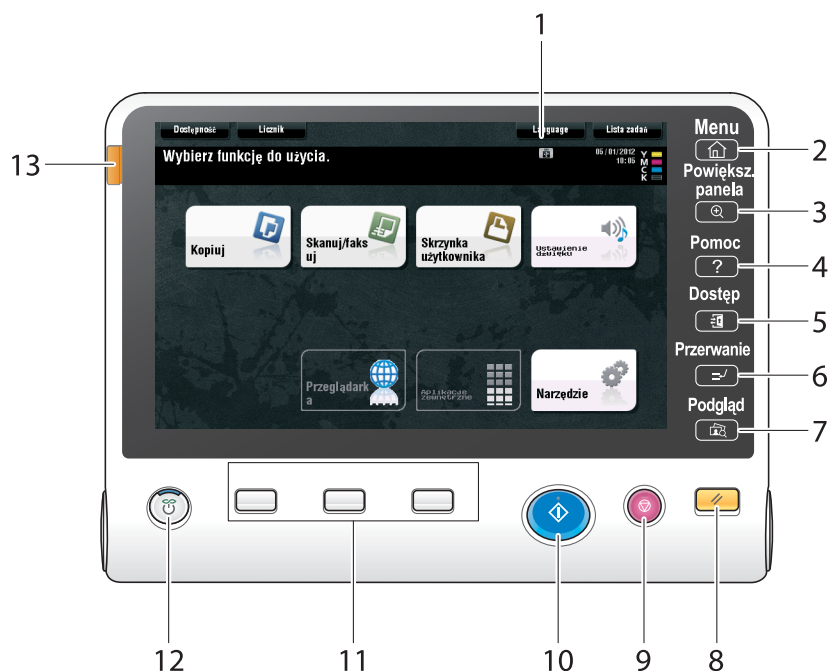 1
Dostępność Licznik Language Lista zadań
Wybierz funkcję do użycia.
05/01/2012
10:05
Y
M
C
K
Kopiuj
Skanuj/faks
uj
Skrzynka
użytkownika
Ustawienie
dźwięku
Przeglądark
a
Aplikacje
zewnętrzne
Narzędzie
Menu
2
Powiększ.
panela
3
Pomoc
?
4
Dostęp
5
Przerwanie
6
Podgląd
7
13
12
11
10
9
8